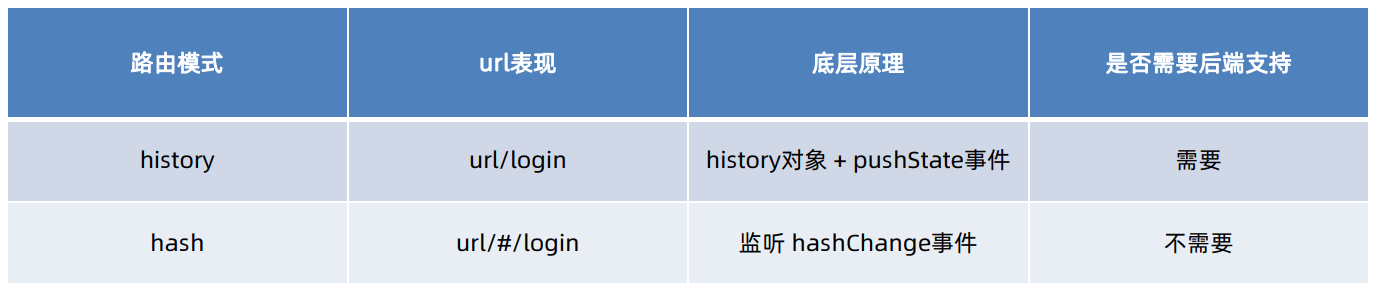 路由模式
url表现
底层原理
是否需要后端支持
history
url/login
history对象 + pushState事件
需要
hash
url/#/login
监听 hashChange事件
不需要